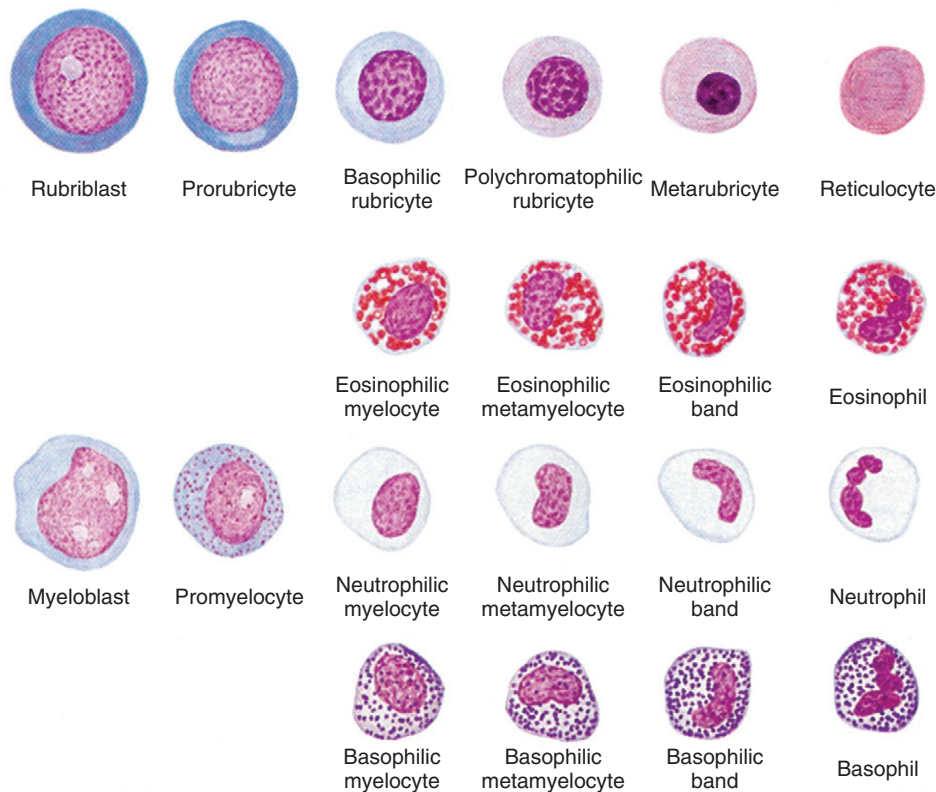 Rubriblast
Prorubricyte
Basophilic
rubricyte
Polychromatophilic
rubricyte
Metarubricyte
Reticulocyte
Eosinophilic
myelocyte
Eosinophilic
metamyelocyte
Eosinophilic
band
Eosinophil
Myeloblast
Promyelocyte
Neutrophilic
myelocyte
Neutrophilic
metamyelocyte
Neutrophilic
band
Neutrophil
Basophilic
myelocyte
Basophilic
metamyelocyte
Basophilic
band
Basophil